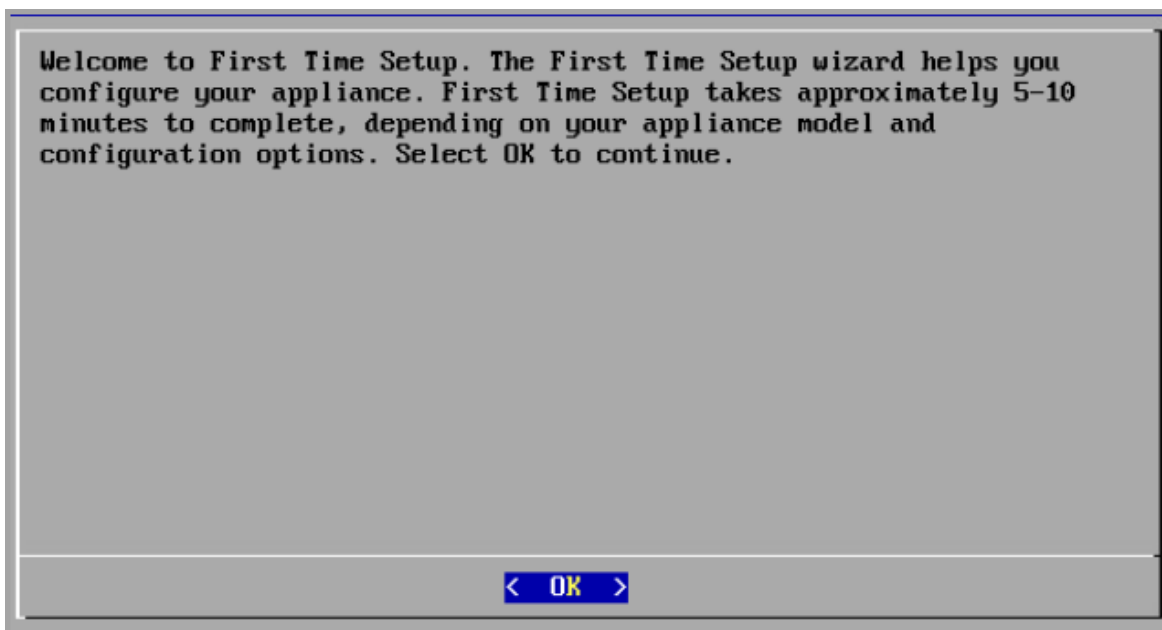 Welcome to First Time Setup. The First Time Setup wizard helps you
configure your appliance. First Time Setup takes approximately 5-10
minutes to complete, depending on your appliance model and
configuration options. Select OK to continue.
< OK >